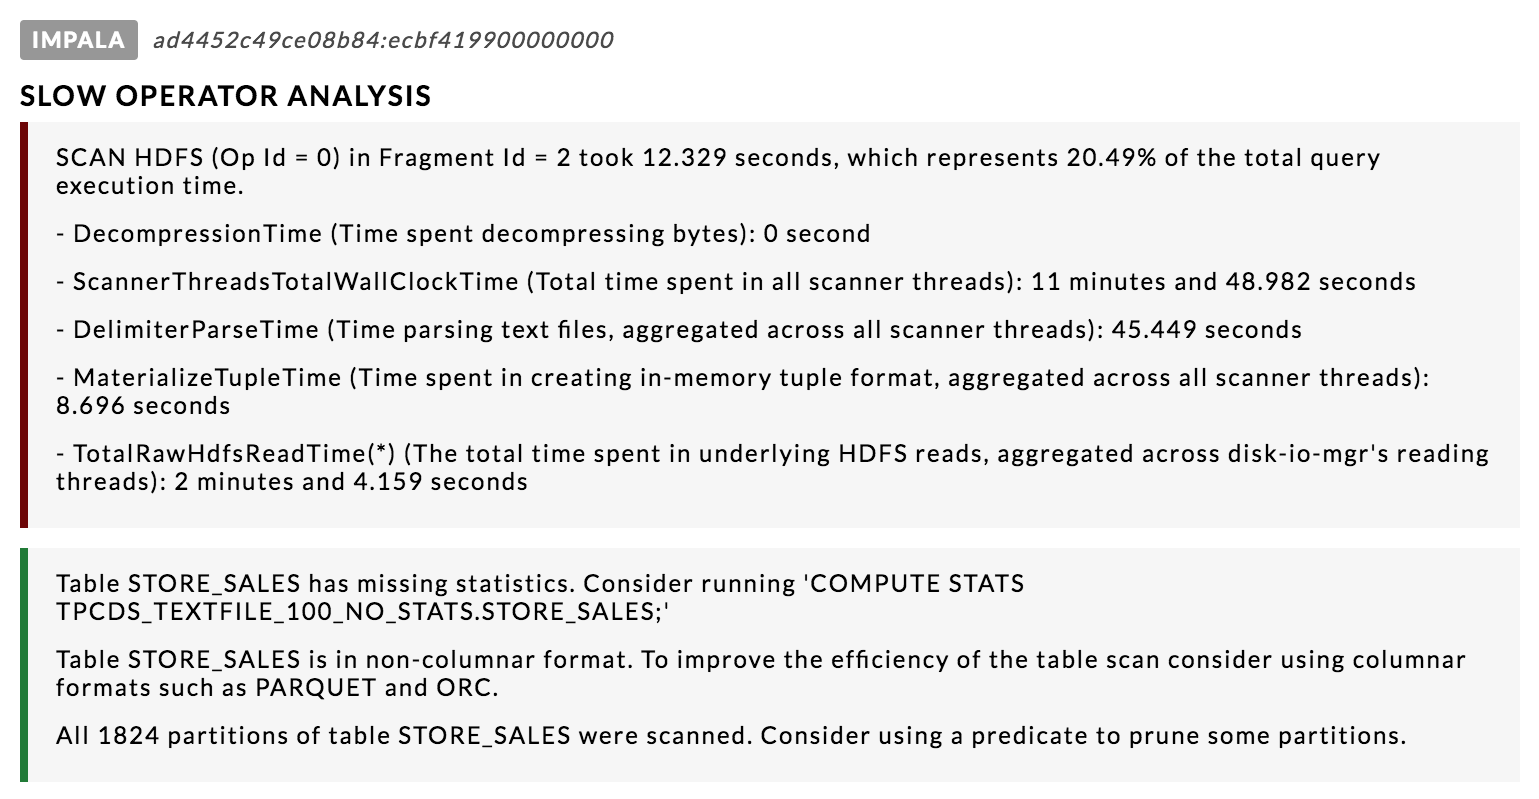 IMPALA ad4452c49ce08b84:ecbf419900000000
SLOW OPERATOR ANALYSIS
SCAN HDFS (Op Id = 0) in Fragment Id = 2 took 12.329 seconds, which represents 20.49% of the total query
execution time.
- DecompressionTime (Time spent decompressing bytes): 0 second
- ScannerThreadsTotalWallClockTime (Total time spent in all scanner threads): 11 minutes and 48.982 seconds
- DelimiterParseTime (Time parsing text files, aggregated across all scanner threads): 45.449 seconds
- MaterializeTupleTime (Time spent in creating in-memory tuple format, aggregated across all scanner threads):
8.696 seconds
- TotalRawHdfsReadTime(*) (The total time spent in underlying HDFS reads, aggregated across disk-io-mgr's reading
threads): 2 minutes and 4.159 seconds
Table STORE_SALES has missing statistics. Consider running 'COMPUTE STATS
TPCDS_TEXTFILE_100_NO_STATS.STORE_SALES;'
Table STORE_SALES is in non-columnar format. To improve the efficiency of the table scan consider using columnar
formats such as PARQUET and ORC.
All 1824 partitions of table STORE_SALES were scanned. Consider using a predicate to prune some partitions.